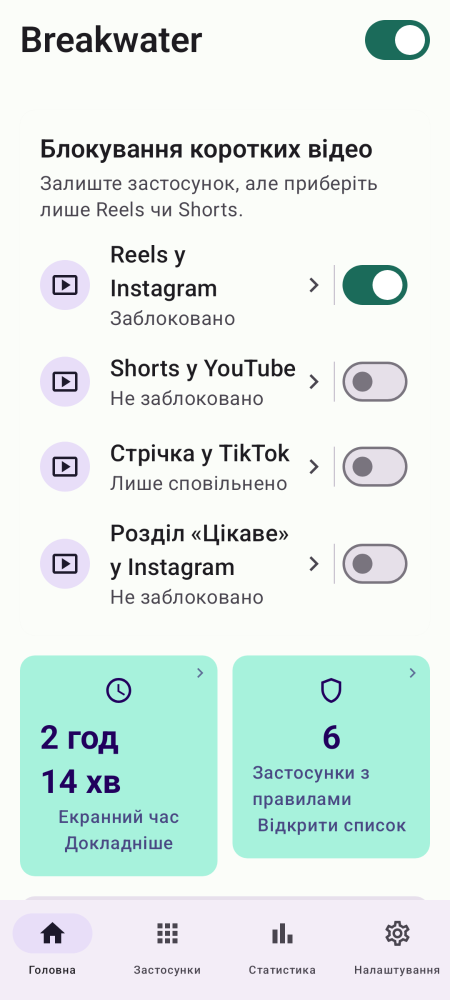 Breakwater
Блокування коротких відео
Залиште застосунок, але приберіть
лише Reels чи Shorts.
Reels у
Instagram
Заблоковано
Shorts у YouTube
Не заблоковано
Стрічка у TikTok
Лише сповільнено
Розділ «Цікаве»
у Instagram
Не заблоковано
2 год
14 хв
Екранний час
Докладніше
6
Застосунки з
правилами
Відкрити список
Головна
Застосунки
Статистика
Налаштування